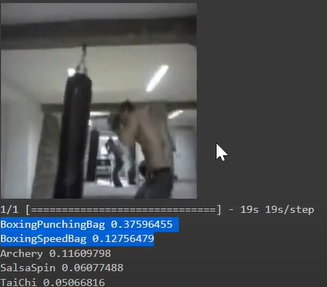 1/1 [==============================] - 19s 19s/step
BoxingPunchingBag 0.37596455
BoxingSpeedBag 0.12756479
Archery 0.11609798
SalsaSpin 0.06077488
TaiChi 0.05066816